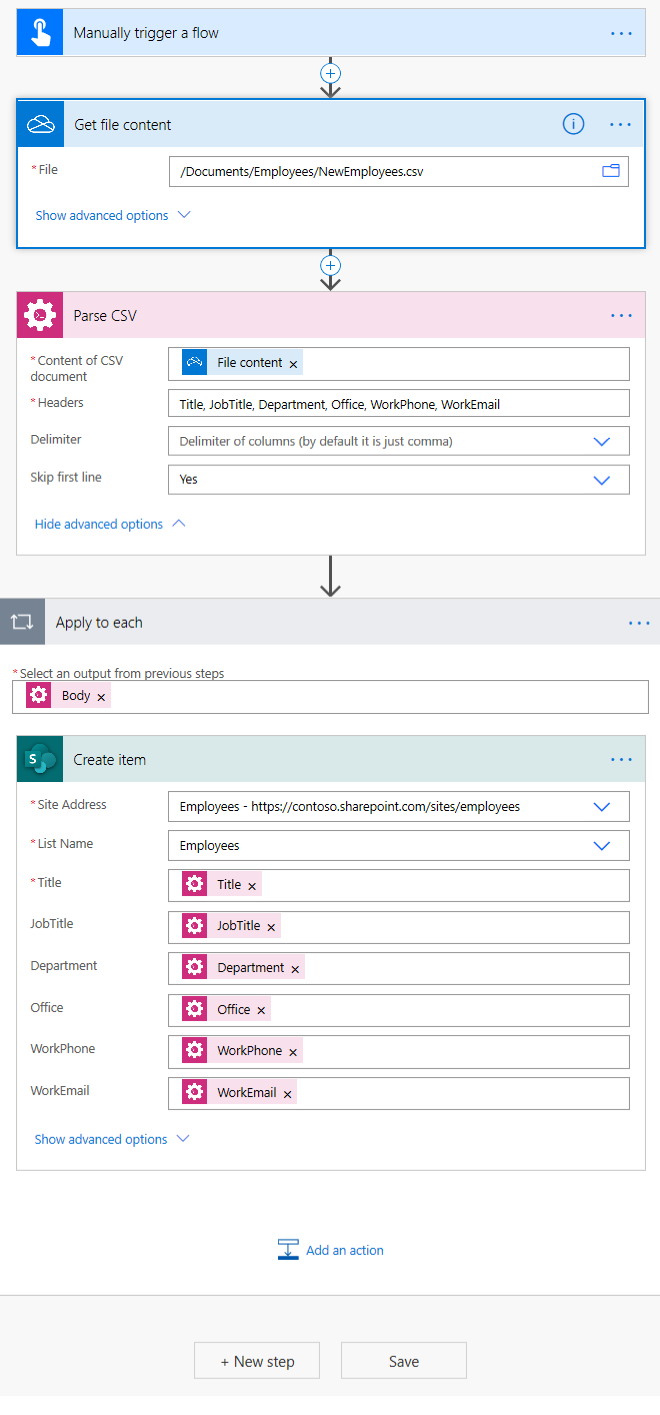 Manually trigger a flow
Get file content
* File
/Documents/Employees/NewEmployees.csv
Show advanced options
Parse CSV
* Content of CSV document
File content ×
* Headers
Title, JobTitle, Department, Office, WorkPhone, WorkEmail
Delimiter
Delimiter of columns (by default it is just comma)
Skip first line
Yes
Hide advanced options
Apply to each
* Select an output from previous steps
Body ×
Create item
* Site Address
Employees - https://contoso.sharepoint.com/sites/employees
* List Name
Employees
* Title
Title ×
JobTitle
JobTitle ×
Department
Department ×
Office
Office ×
WorkPhone
WorkPhone ×
WorkEmail
WorkEmail ×
Show advanced options
Add an action
+ New step
Save